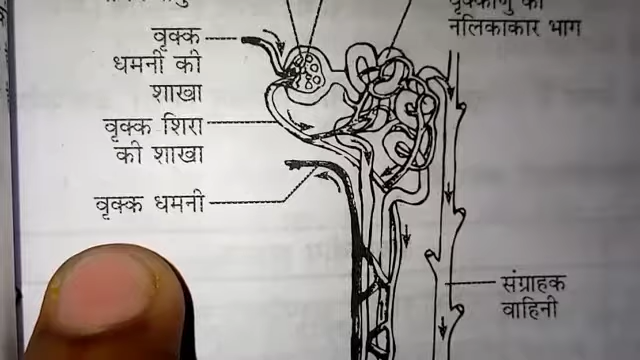 वृक्काणु का
नलिकाकार भाग
वृक्क
धमनी की
शाखा
वृक्क शिरा
की शाखा
वृक्क धमनी
संग्राहक
वाहिनी